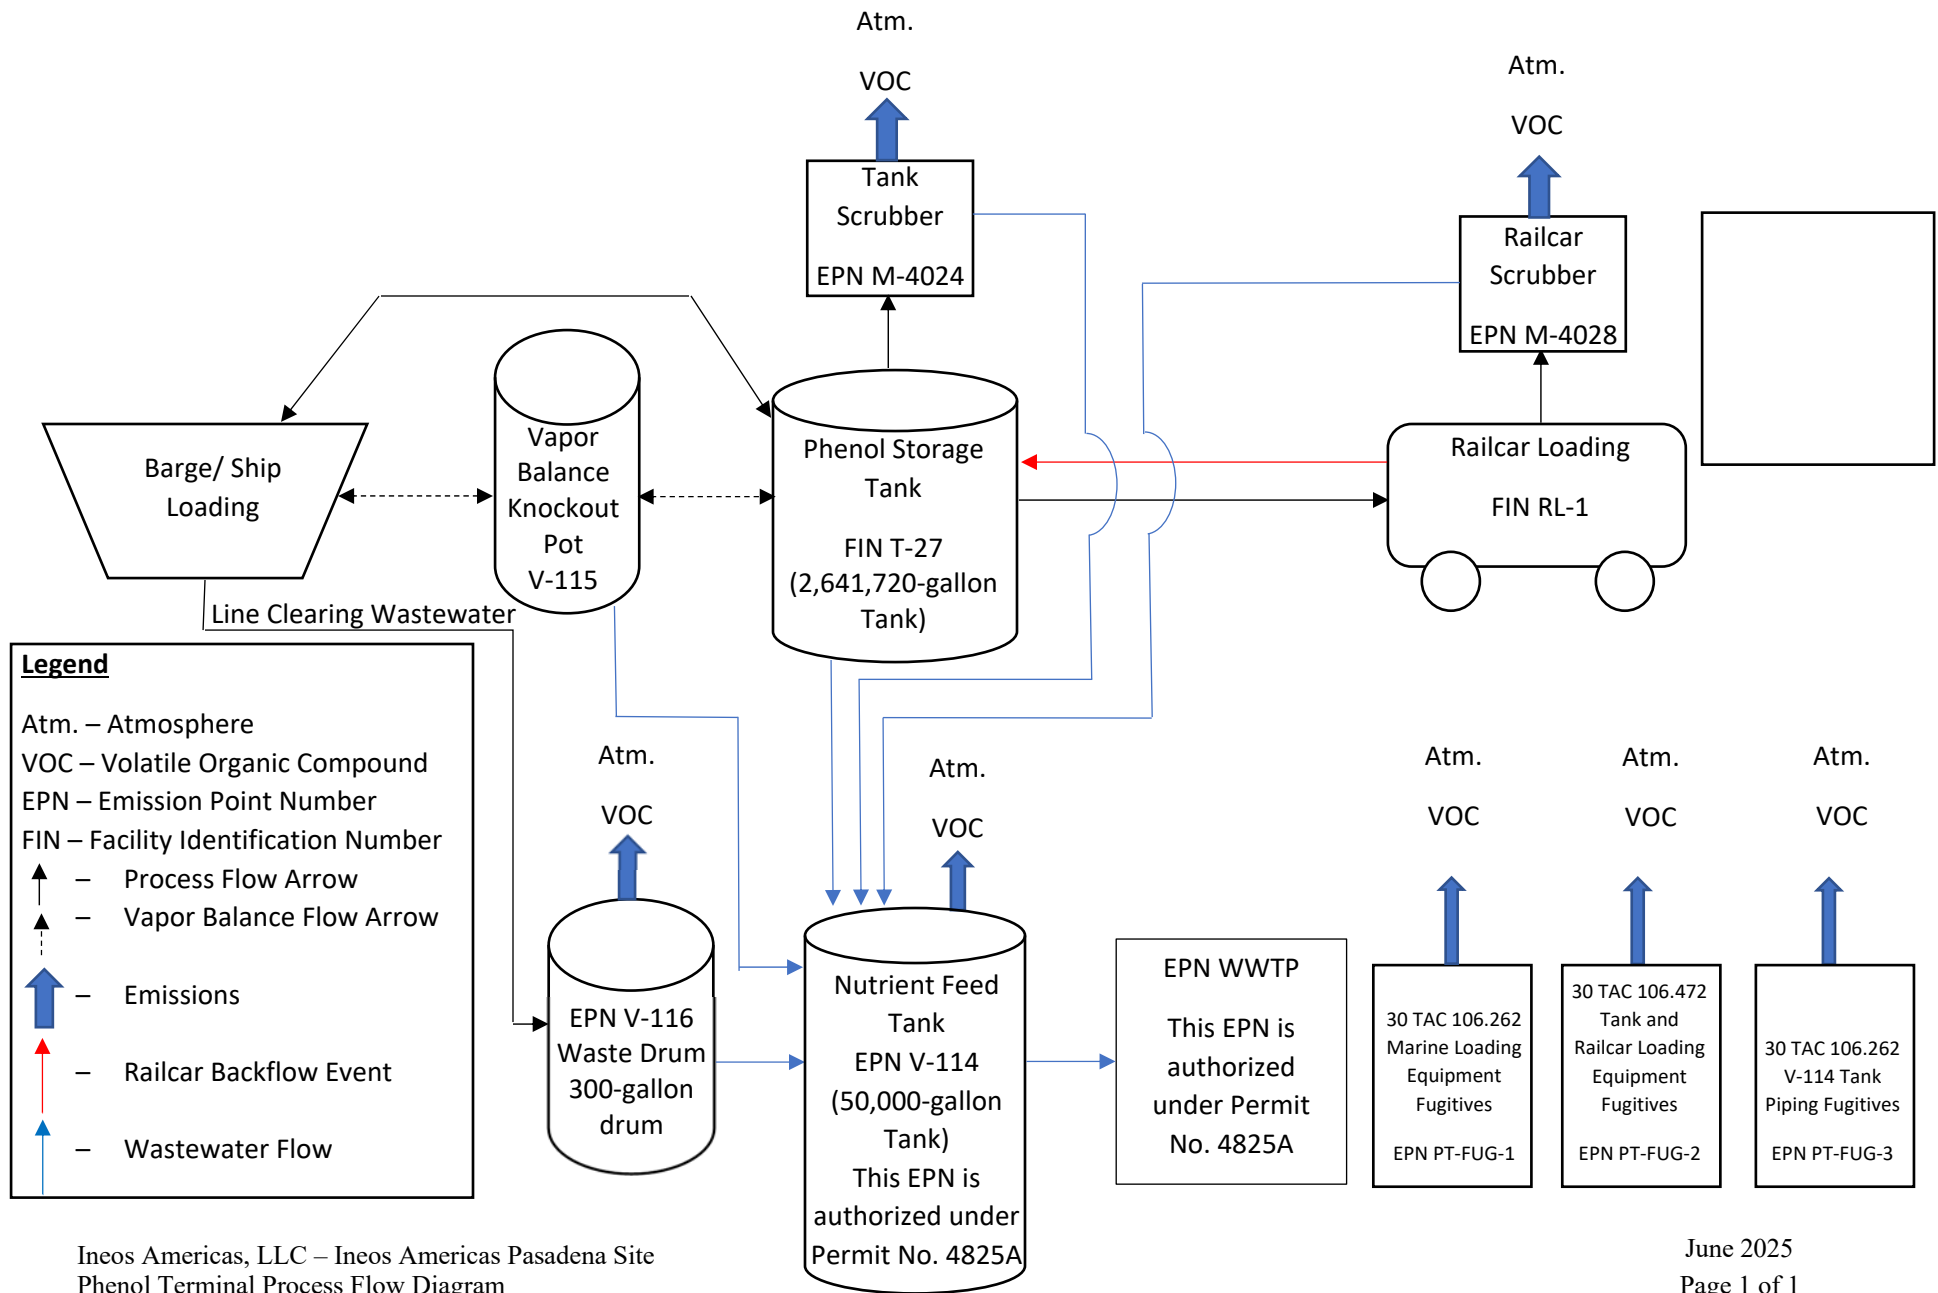 Atm.
VOC
Tank
Scrubber
EPN M-4024
Atm.
VOC
Railcar
Scrubber
EPN M-4028
Barge/ Ship
Loading
Vapor
Balance
Knockout
Pot
V-115
Phenol Storage
Tank
FIN T-27
(2,641,720-gallon
Tank)
Railcar Loading
FIN RL-1
Line Clearing Wastewater
Legend
Atm. – Atmosphere
VOC – Volatile Organic Compound
EPN – Emission Point Number
FIN – Facility Identification Number
– Process Flow Arrow
– Vapor Balance Flow Arrow
– Emissions
– Railcar Backflow Event
– Wastewater Flow
Atm.
VOC
EPN V-116
Waste Drum
300-gallon
drum
Atm.
VOC
Nutrient Feed
Tank
EPN V-114
(50,000-gallon
Tank)
This EPN is
authorized under
Permit No. 4825A
EPN WWTP
This EPN is
authorized
under Permit
No. 4825A
Atm.
VOC
30 TAC 106.262
Marine Loading
Equipment
Fugitives
EPN PT-FUG-1
Atm.
VOC
30 TAC 106.472
Tank and
Railcar Loading
Equipment
Fugitives
EPN PT-FUG-2
Atm.
VOC
30 TAC 106.262
V-114 Tank
Piping Fugitives
EPN PT-FUG-3
Ineos Americas, LLC – Ineos Americas Pasadena Site
Phenol Terminal Process Flow Diagram
June 2025
Page 1 of 1